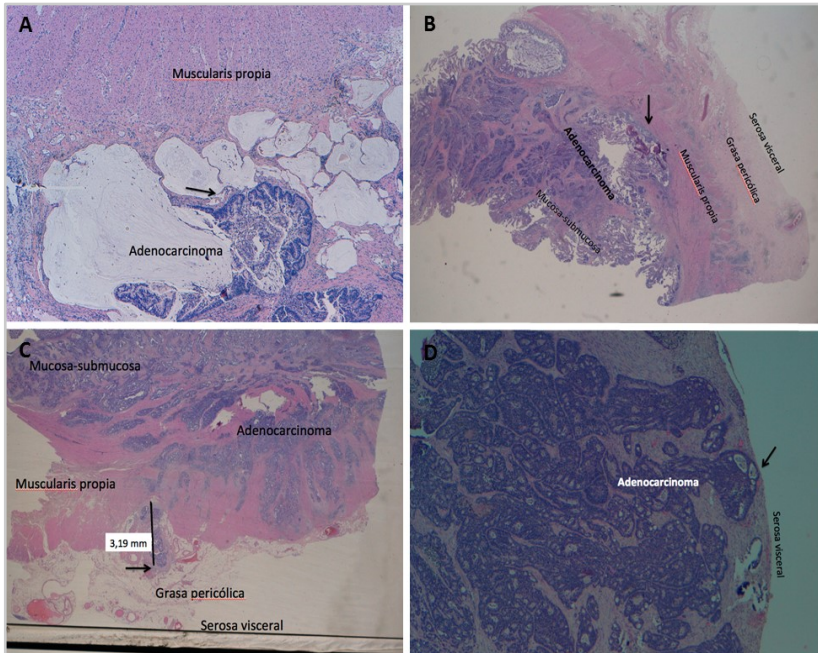 A
Muscularis propia
Adenocarcinoma
B
Adenocarcinoma
Mucosa-submucosa
Muscularis propia
Grasa pericólica
Serosa visceral
C
Mucosa-submucosa
Adenocarcinoma
Muscularis propia
3,19 mm
Grasa pericólica
Serosa visceral
D
Adenocarcinoma
Serosa visceral